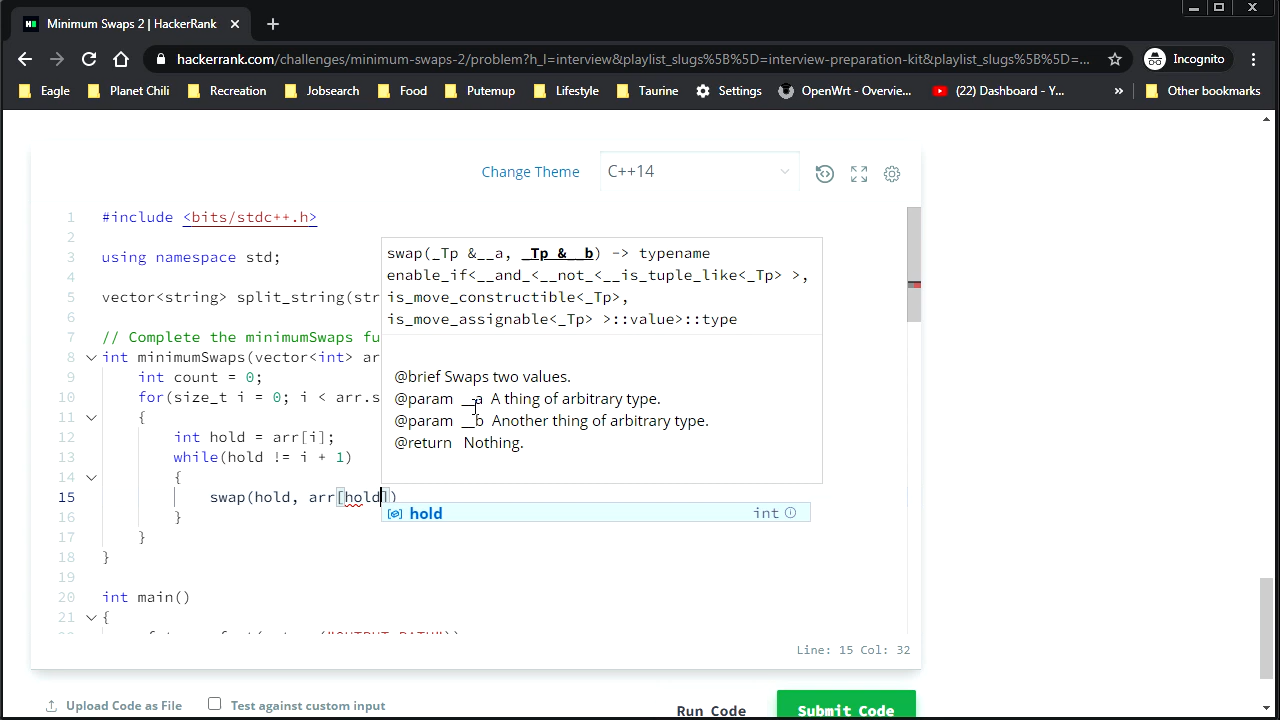 Minimum Swaps 2 | HackerRank
hackerrank.com/challenges/minimum-swaps-2/problem?h_l=interview&playlist_slugs%5B%5D=interview-preparation-kit&playlist_slugs%5B%5D=...
Incognito
Eagle Planet Chili Recreation Jobsearch Food Putemup Lifestyle Taurine Settings OpenWrt - Overvie... (22) Dashboard - Y... » Other bookmarks
Change Theme C++14
1 #include <bits/stdc++.h>
2
3 using namespace std;
4
5 vector<string> split_string(str
6
7 // Complete the minimumSwaps fu
8 int minimumSwaps(vector<int> ar
9 int count = 0;
10 for(size_t i = 0; i < arr.s
11 {
12 int hold = arr[i];
13 while(hold != i + 1)
14 {
15 swap(hold, arr[hold])
16 }
17 }
18 }
19
20 int main()
21 {
swap(_Tp &__a, _Tp &__b) -> typename
enable_if<__and_<__not_<__is_tuple_like<_Tp> >,
is_move_constructible<_Tp>,
is_move_assignable<_Tp> >::value>::type
@brief Swaps two values.
@param __a A thing of arbitrary type.
@param __b Another thing of arbitrary type.
@return Nothing.
hold int
Line: 15 Col: 32
Upload Code as File Test against custom input Run Code Submit Code